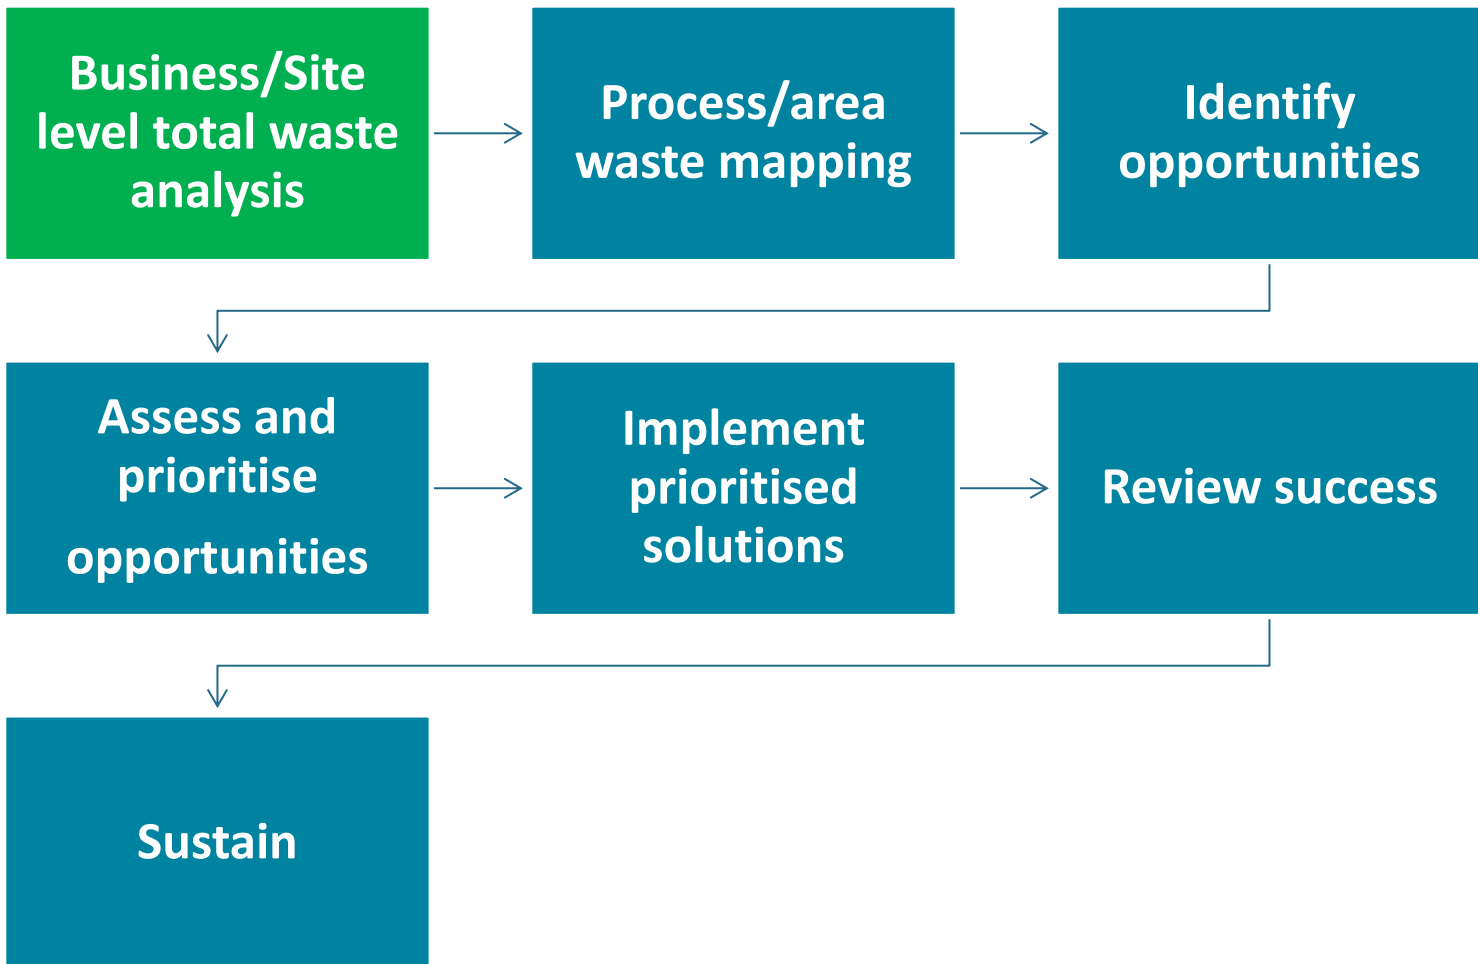 Business/Site
level total waste
analysis
Process/area
waste mapping
Identify
opportunities
Assess and
prioritise
opportunities
Implement
prioritised
solutions
Review success
Sustain